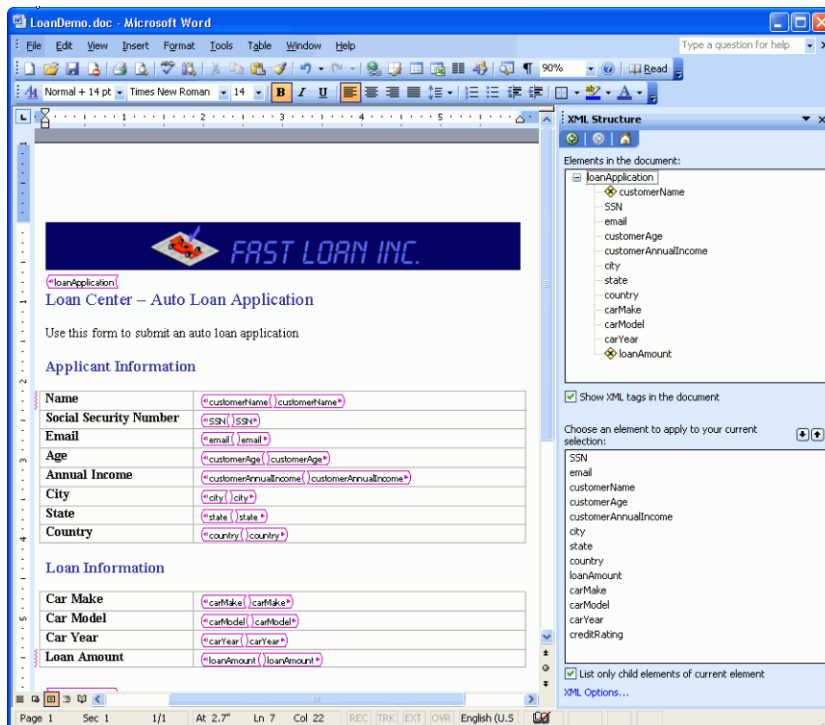 LoanDemo.doc - Microsoft Word
File Edit View Insert Format Tools Table Window Help Type a question for help
90% Read
Normal + 14 pt Times New Roman 14 B I U
1 2 3 4 5
XML Structure
Elements in the document:
loanApplication
customerName
SSN
email
customerAge
customerAnnualIncome
city
state
country
carMake
carModel
carYear
loanAmount
Show XML tags in the document
Choose an element to apply to your current
selection:
SSN
email
customerName
customerAge
customerAnnualIncome
city
state
country
loanAmount
carMake
carModel
carYear
creditRating
List only child elements of current element
XML Options...
FAST LOAN INC.
loanApplication
Loan Center – Auto Loan Application
Use this form to submit an auto loan application
Applicant Information
Name customerName customerName
Social Security Number SSN SSN
Email email email
Age customerAge customerAge
Annual Income customerAnnualIncome customerAnnualIncome
City city city
State state state
Country country country
Loan Information
Car Make carMake carMake
Car Model carModel carModel
Car Year carYear carYear
Loan Amount loanAmount loanAmount
Page 1 Sec 1 1/1 At 2.7" Ln 7 Col 22 REC TRK EXT OVR English (U.S